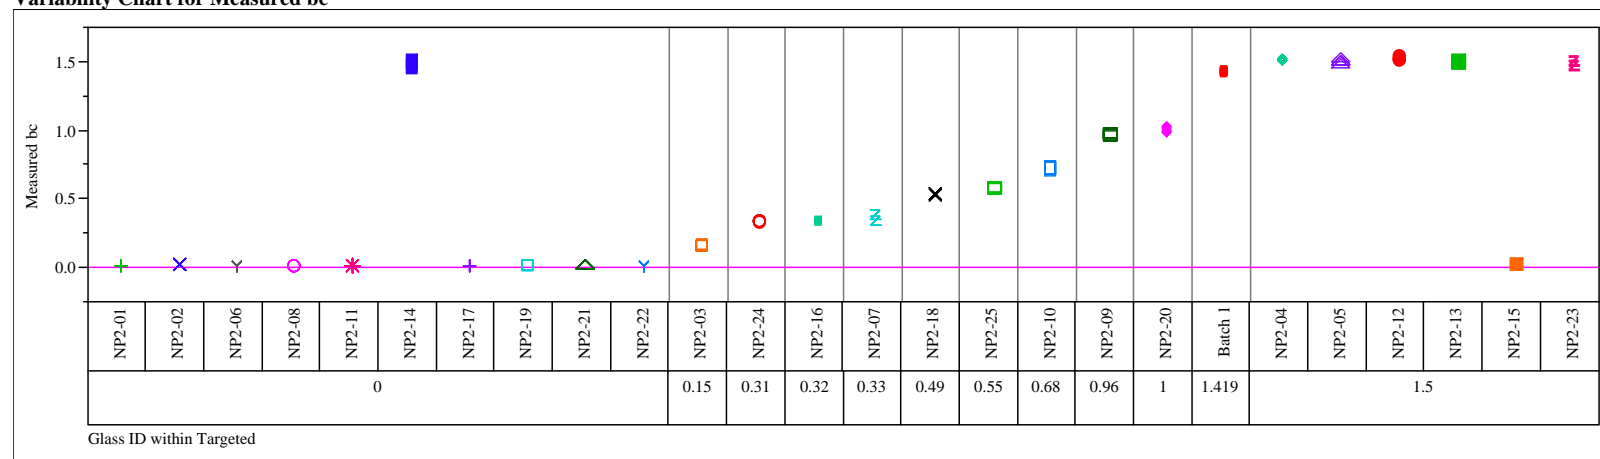 Variability Chart for Measured bc
Measured bc
1.5
1.0
0.5
0.0
NP2-01 NP2-02 NP2-06 NP2-08 NP2-11 NP2-14 NP2-17 NP2-19 NP2-21 NP2-22 NP2-03 NP2-24 NP2-16 NP2-07 NP2-18 NP2-25 NP2-10 NP2-09 NP2-20 Batch 1 NP2-04 NP2-05 NP2-12 NP2-13 NP2-15 NP2-23
0 0.15 0.31 0.32 0.33 0.49 0.55 0.68 0.96 1 1.419 1.5
Glass ID within Targeted